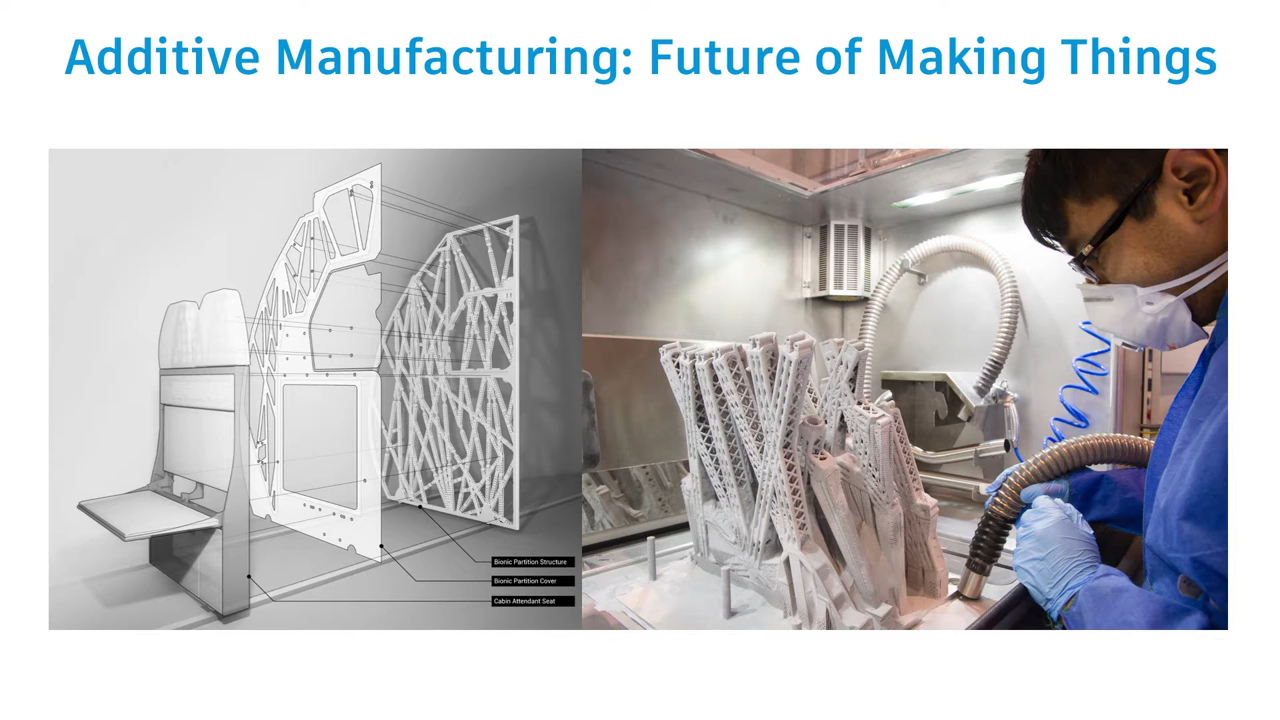 Additive Manufacturing: Future of Making Things
Bionic Partition Structure
Bionic Partition Cover
Cabin Attendant Seat